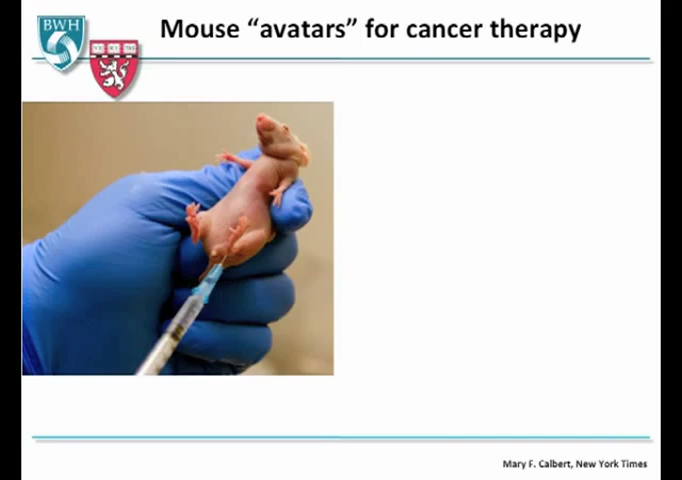 BWH
Mouse “avatars” for cancer therapy
Mary F. Calbert, New York Times